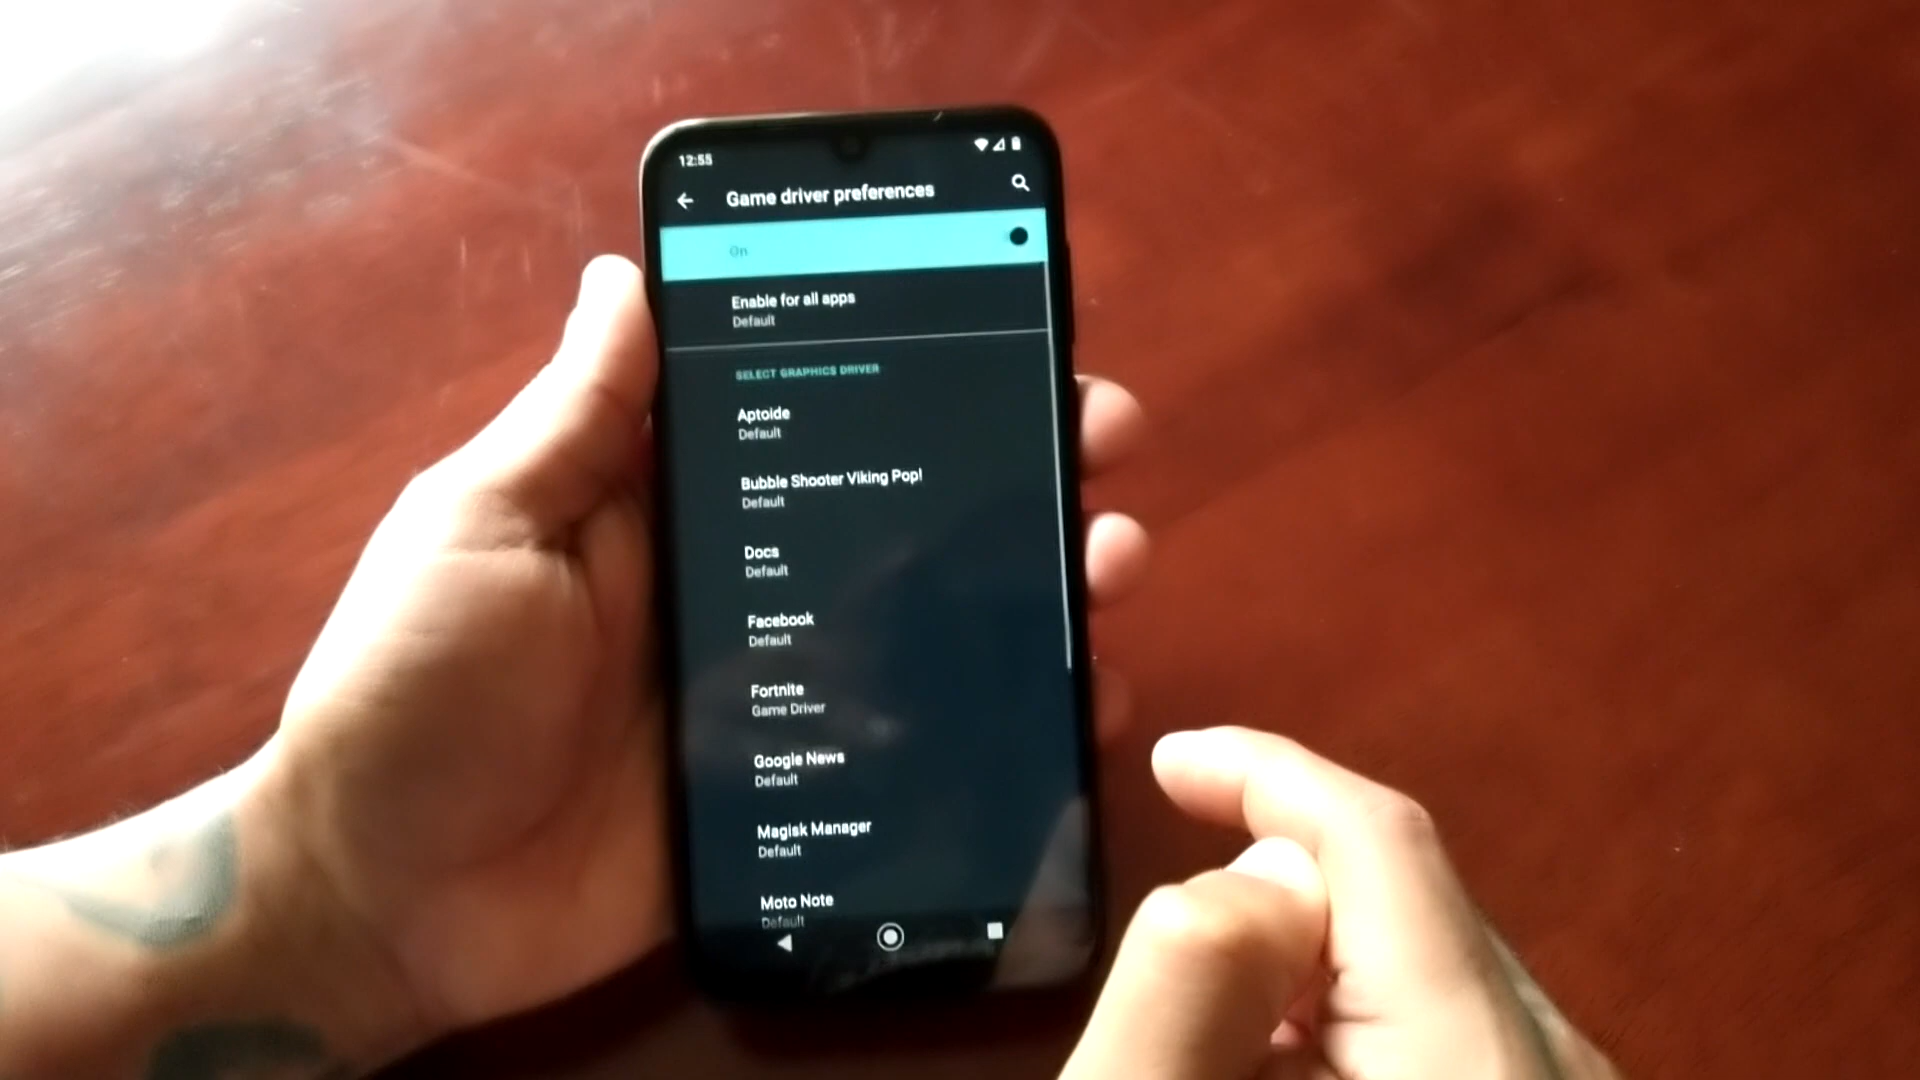 12:55
Game driver preferences
On
Enable for all apps
Default
SELECT GRAPHICS DRIVER
Aptoide
Default
Bubble Shooter Viking Pop!
Default
Docs
Default
Facebook
Default
Fortnite
Game Driver
Google News
Default
Magisk Manager
Default
Moto Note
Default